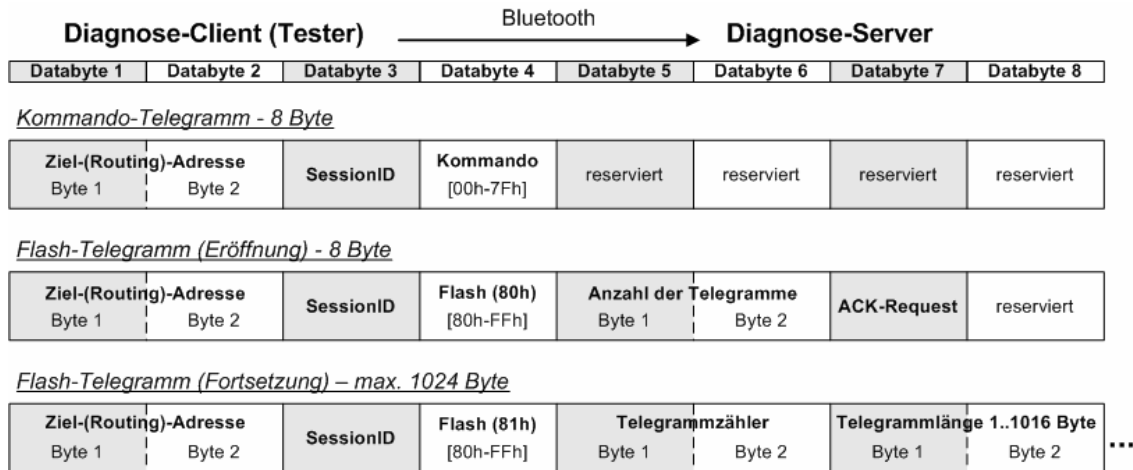 Bluetooth
Diagnose-Client (Tester) Diagnose-Server
Databyte 1 Databyte 2 Databyte 3 Databyte 4 Databyte 5 Databyte 6 Databyte 7 Databyte 8
Kommando-Telegramm - 8 Byte
Ziel-(Routing)-Adresse SessionID Kommando reserviert reserviert reserviert reserviert
Byte 1 Byte 2 [00h-7Fh]
Flash-Telegramm (Eröffnung) - 8 Byte
Ziel-(Routing)-Adresse SessionID Flash (80h) Anzahl der Telegramme ACK-Request reserviert
Byte 1 Byte 2 [80h-FFh] Byte 1 Byte 2
Flash-Telegramm (Fortsetzung) – max. 1024 Byte
Ziel-(Routing)-Adresse SessionID Flash (81h) Telegrammzähler Telegrammlänge 1..1016 Byte
Byte 1 Byte 2 [80h-FFh] Byte 1 Byte 2 Byte 1 Byte 2 ...